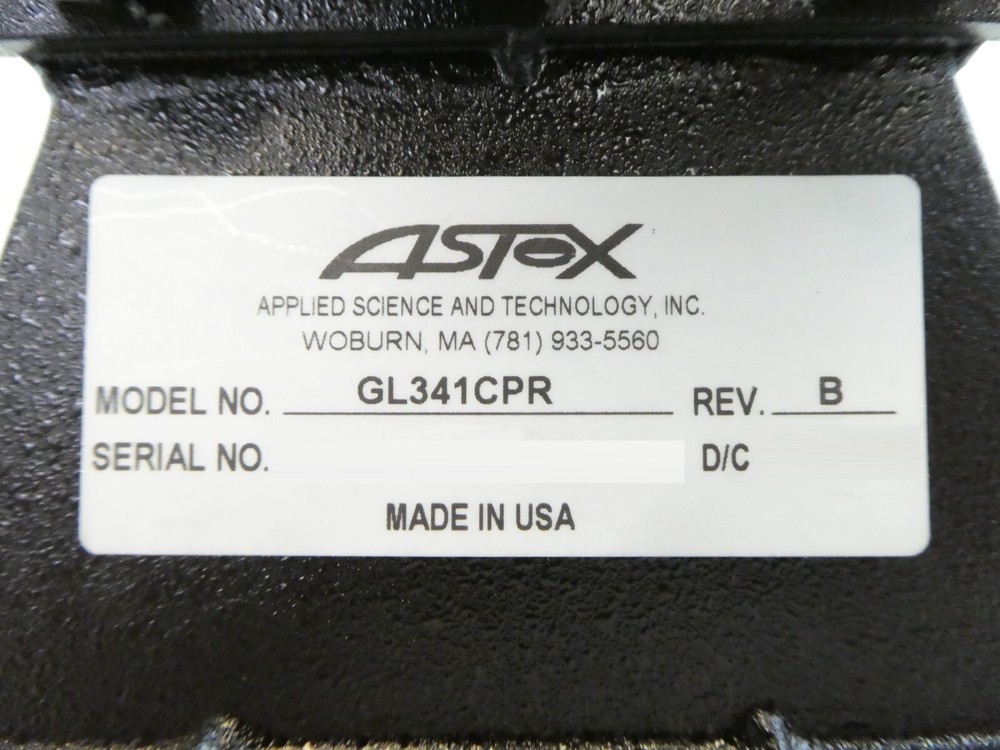 ASTeX
APPLIED SCIENCE AND TECHNOLOGY, INC.
WOBURN, MA (781) 933-5560
MODEL NO. GL341CPR REV. B
SERIAL NO. D/C
MADE IN USA